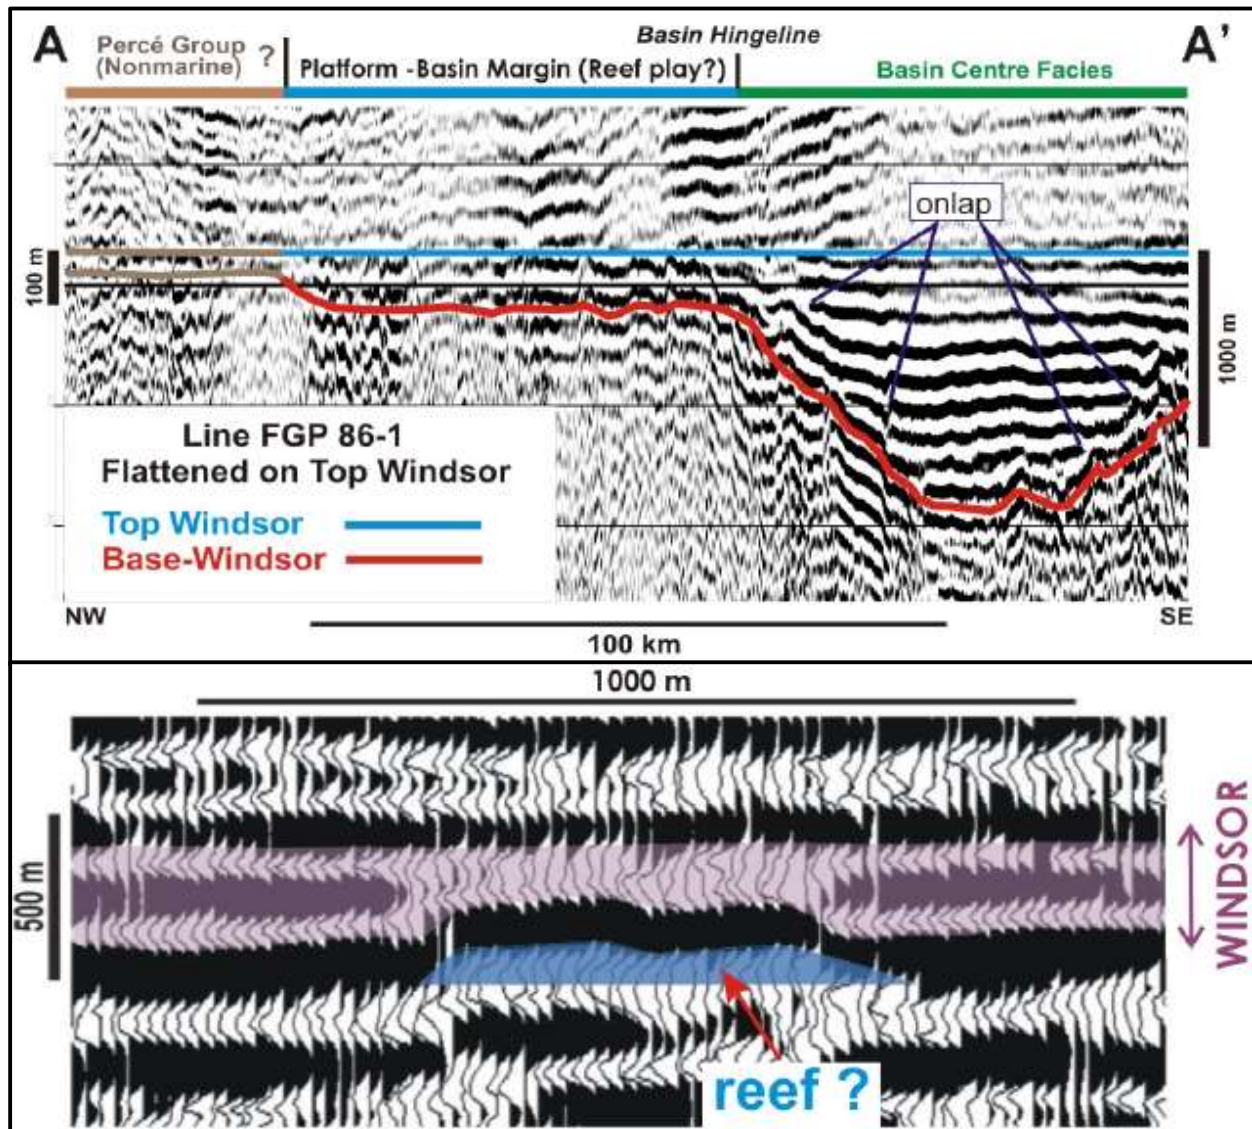 A
Percé Group
(Nonmarine) ?
Basin Hingeline
Platform -Basin Margin (Reef play?)
Basin Centre Facies
A’
onlap
100 m
1000 m
Line FGP 86-1
Flattened on Top Windsor
Top Windsor
Base-Windsor
NW
SE
100 km
1000 m
500 m
WINDSOR
reef ?